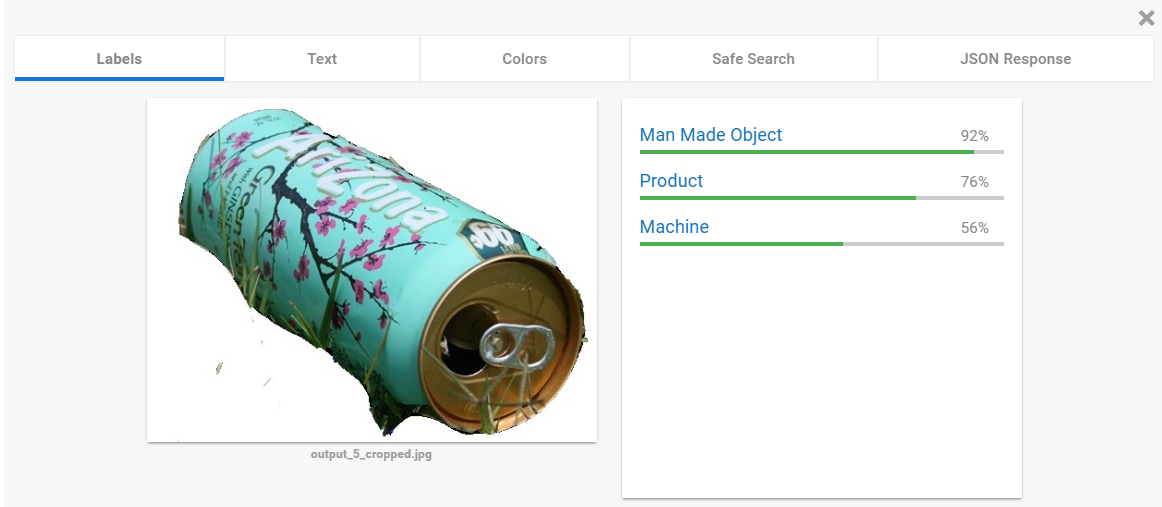 Labels
Text
Colors
Safe Search
JSON Response
AriZona
Green
with GINSENG
99¢
output_5_cropped.jpg
Man Made Object
92%
Product
76%
Machine
56%